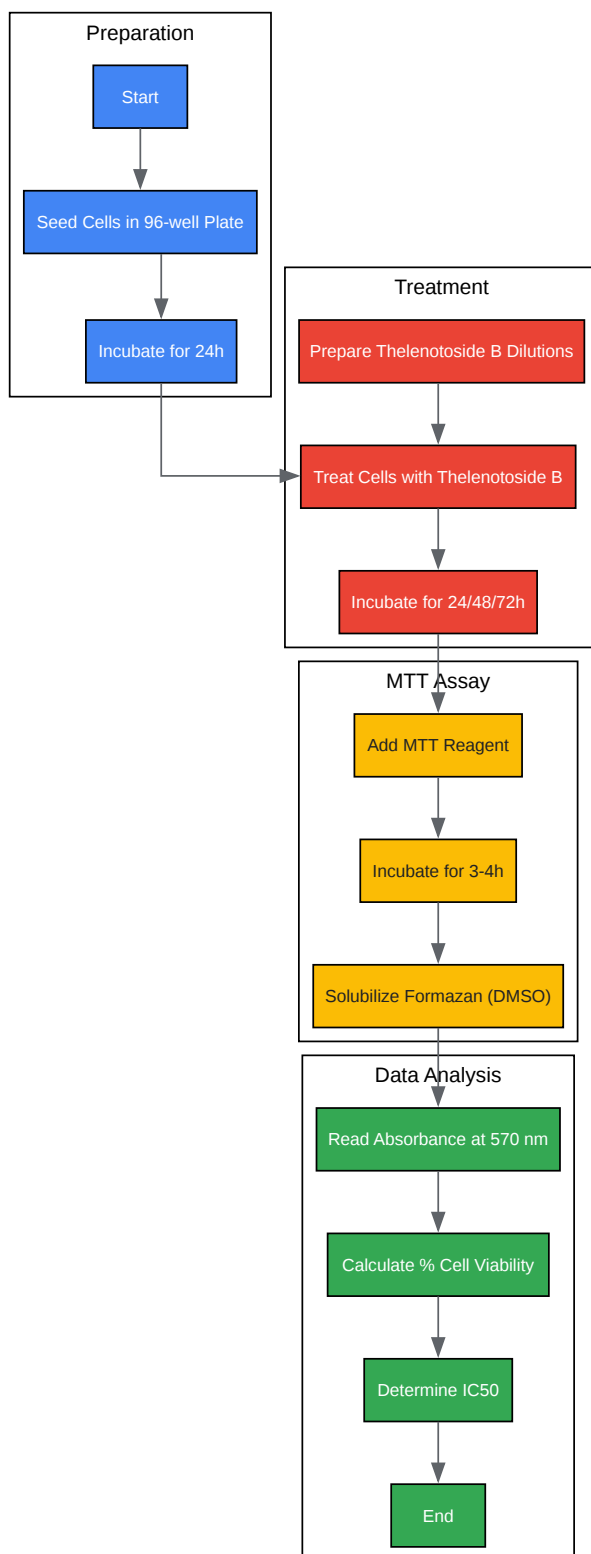 Preparation
Start
Seed Cells in 96-well Plate
Incubate for 24h
Treatment
Prepare Thelenotoside B Dilutions
Treat Cells with Thelenotoside B
Incubate for 24/48/72h
MTT Assay
Add MTT Reagent
Incubate for 3-4h
Solubilize Formazan (DMSO)
Data Analysis
Read Absorbance at 570 nm
Calculate % Cell Viability
Determine IC50
End